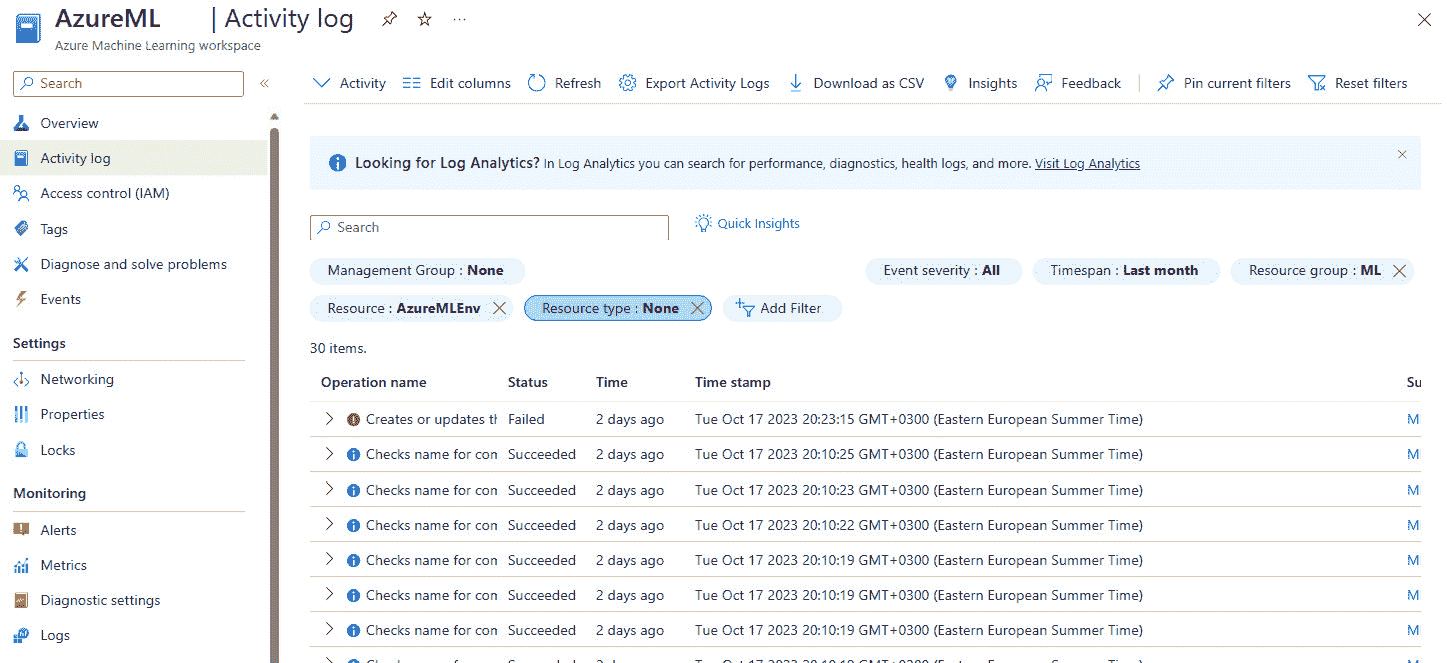 AzureML | Activity log
Azure Machine Learning workspace
Search
Overview
Activity log
Access control (IAM)
Tags
Diagnose and solve problems
Events
Settings
Networking
Properties
Locks
Monitoring
Alerts
Metrics
Diagnostic settings
Logs
Activity Edit columns Refresh Export Activity Logs Download as CSV Insights Feedback Pin current filters Reset filters
Looking for Log Analytics? In Log Analytics you can search for performance, diagnostics, health logs, and more. Visit Log Analytics
Search Quick Insights
Management Group : None Event severity : All Timespan : Last month Resource group : ML
Resource : AzureMLEnv Resource type : None Add Filter
30 items.
Operation name Status Time Time stamp Su
Creates or updates th Failed 2 days ago Tue Oct 17 2023 20:23:15 GMT+0300 (Eastern European Summer Time) M
Checks name for com Succeeded 2 days ago Tue Oct 17 2023 20:10:25 GMT+0300 (Eastern European Summer Time) M
Checks name for com Succeeded 2 days ago Tue Oct 17 2023 20:10:23 GMT+0300 (Eastern European Summer Time) M
Checks name for com Succeeded 2 days ago Tue Oct 17 2023 20:10:22 GMT+0300 (Eastern European Summer Time) M
Checks name for com Succeeded 2 days ago Tue Oct 17 2023 20:10:19 GMT+0300 (Eastern European Summer Time) M
Checks name for com Succeeded 2 days ago Tue Oct 17 2023 20:10:19 GMT+0300 (Eastern European Summer Time) M
Checks name for com Succeeded 2 days ago Tue Oct 17 2023 20:10:19 GMT+0300 (Eastern European Summer Time) M